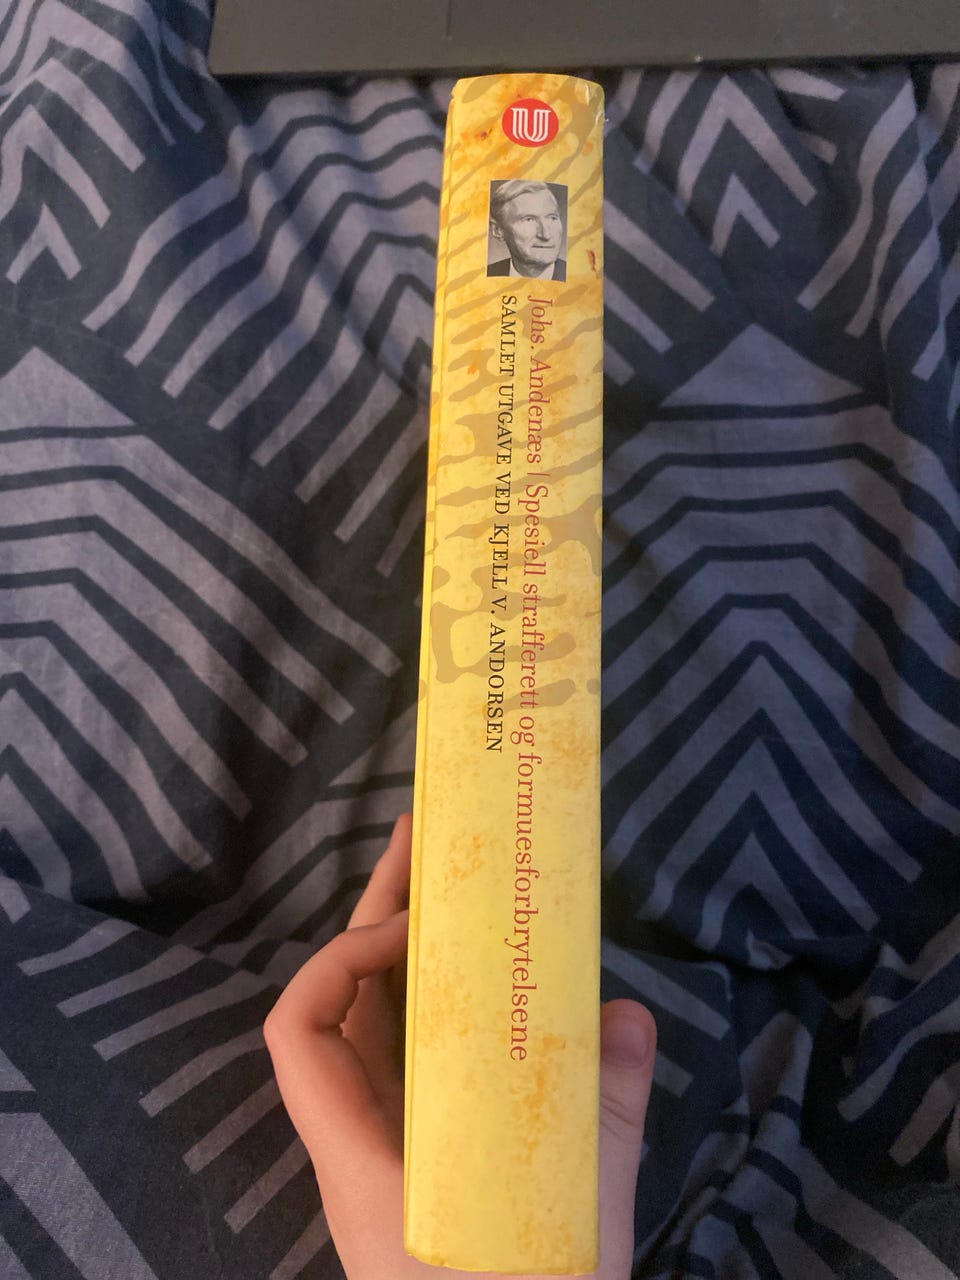 U
Johs. Andenæs | Spesiell strafferett og formuesforbrytelsene
SAMLET UTGAVE VED KJELL V. ANDORSEN